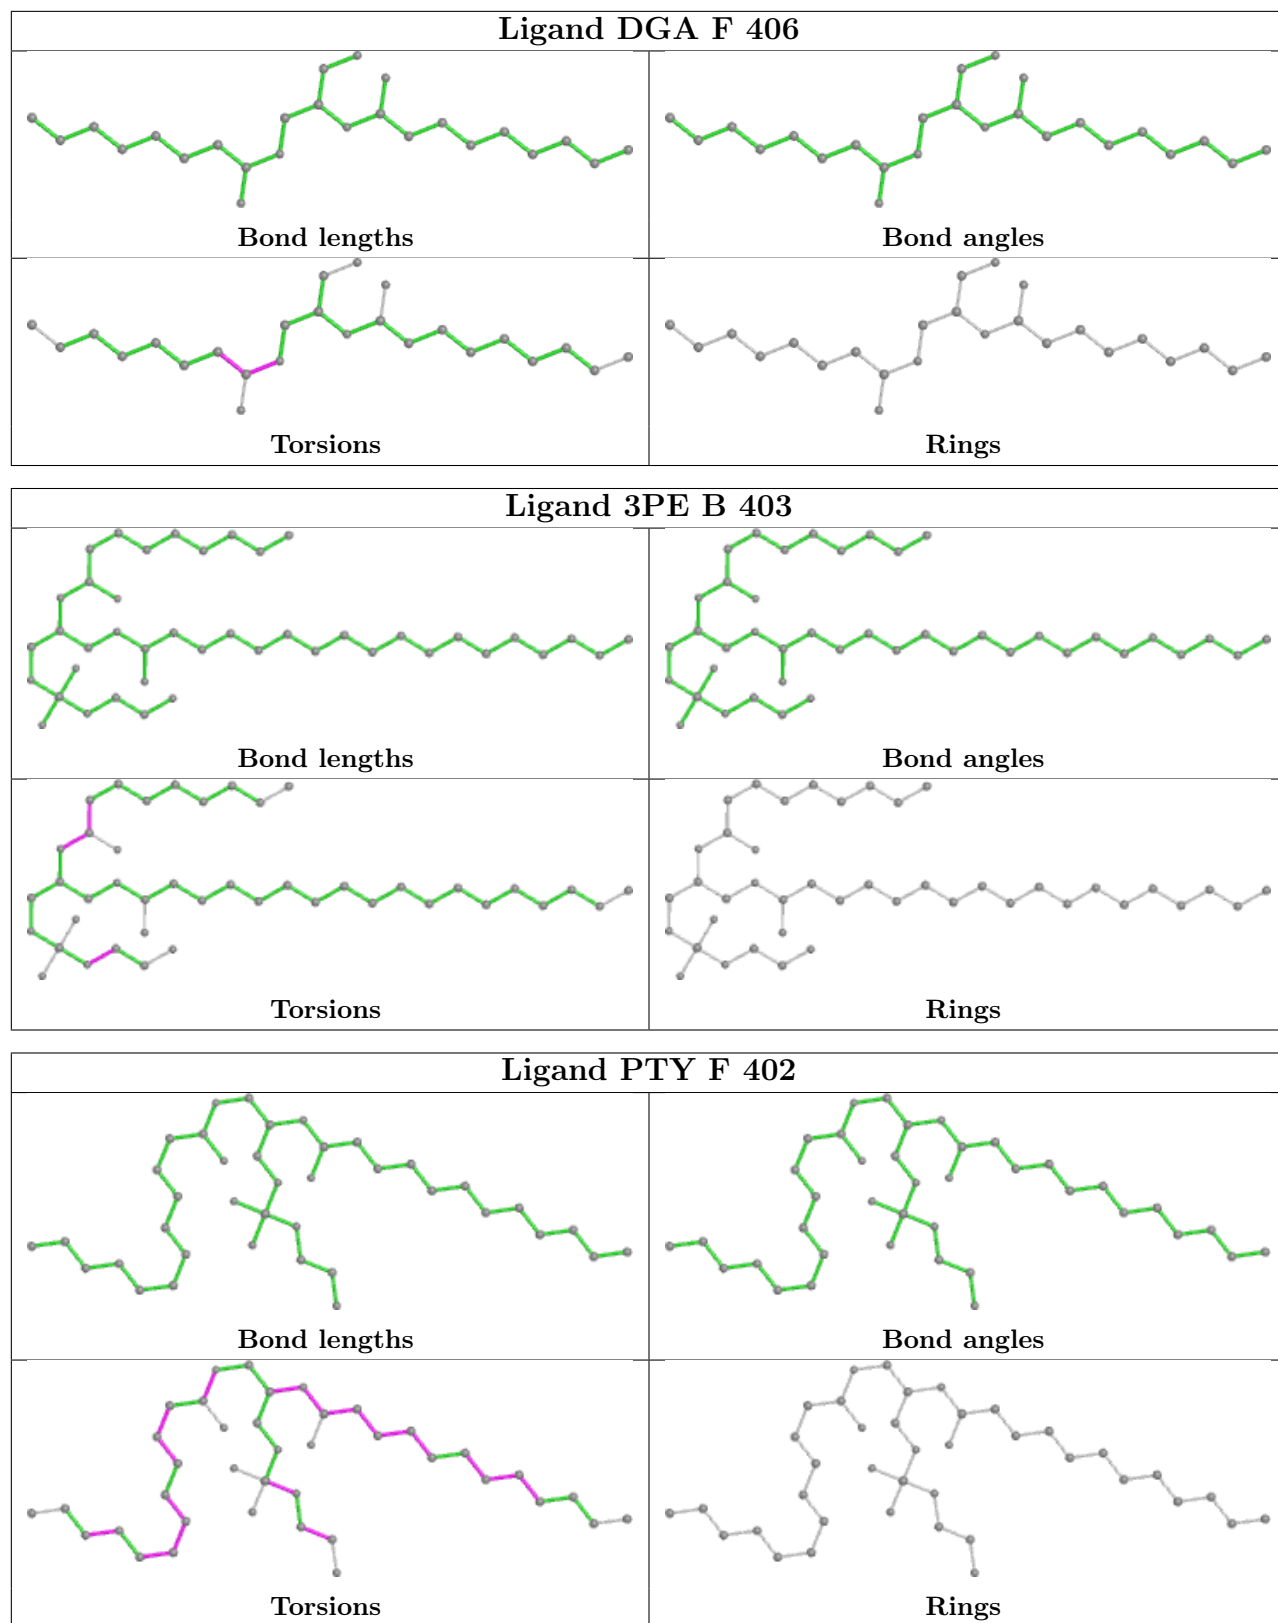 Ligand DGA F 406
Bond lengths
Bond angles
Torsions
Rings
Ligand 3PE B 403
Bond lengths
Bond angles
Torsions
Rings
Ligand PTY F 402
Bond lengths
Bond angles
Torsions
Rings